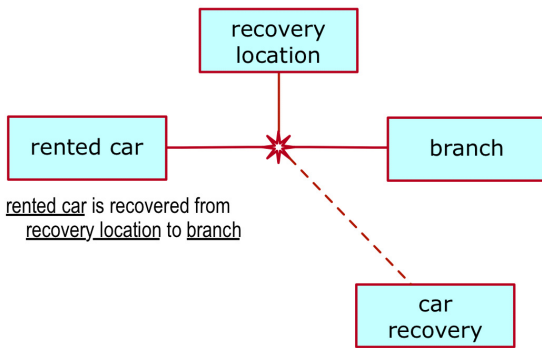 recovery
location
rented car
branch
rented car is recovered from
recovery location to branch
car
recovery